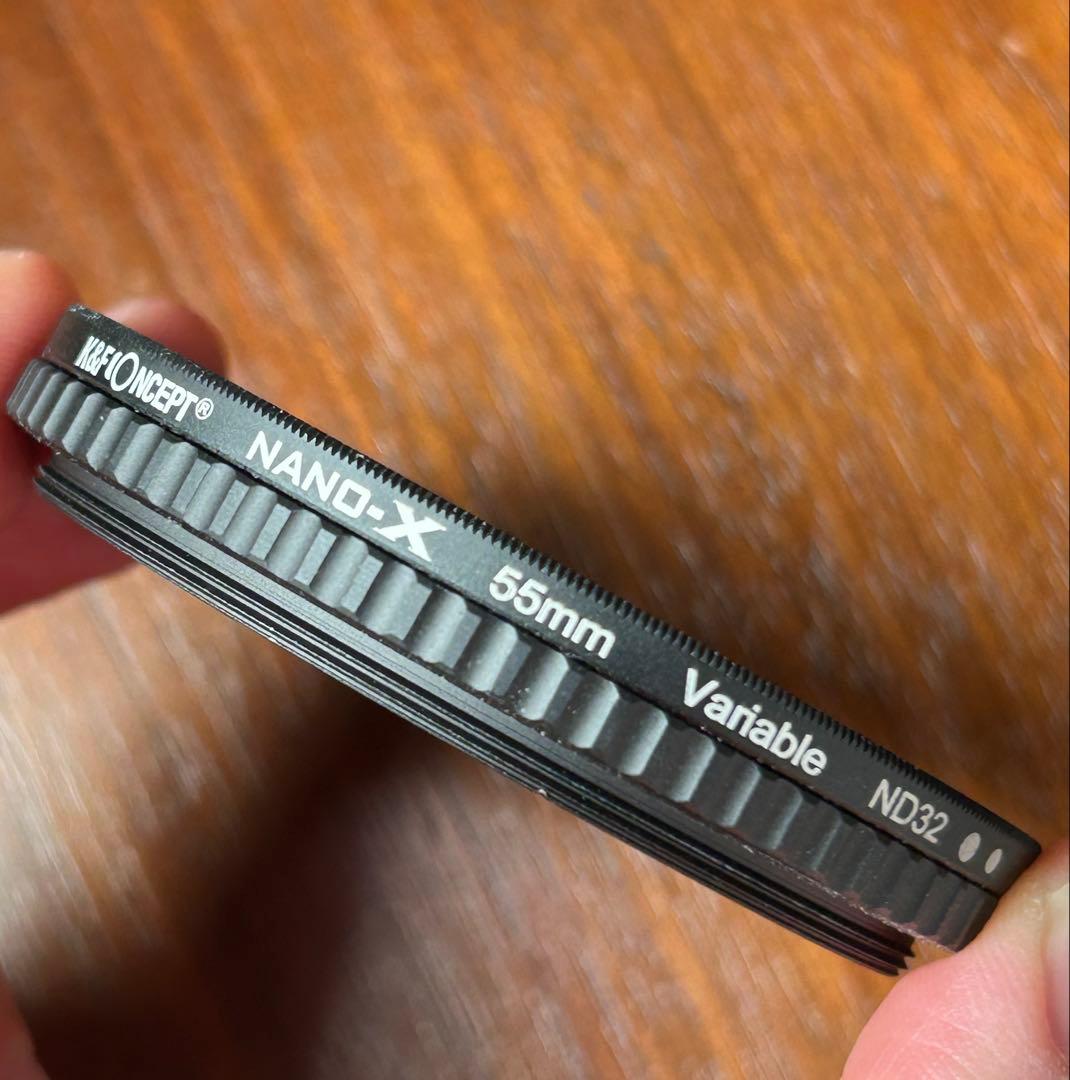 K&F CONCEPT® NANO-X 55mm Variable ND32